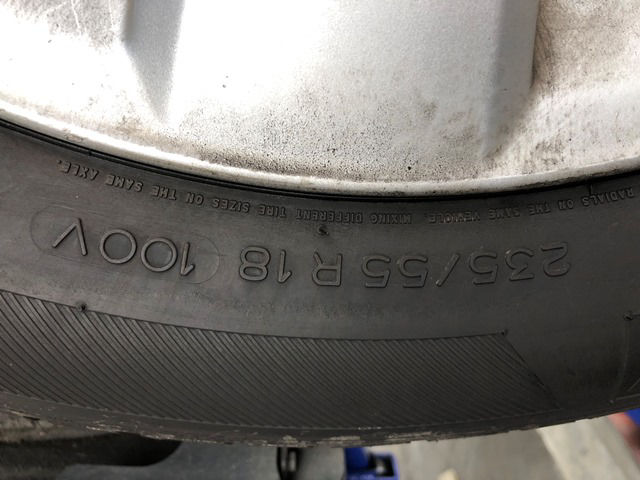 RADIALS ON THE SAME VEHICLE. MIXING DIFFERENT TIRE SIZES ON THE SAME AXLE.
235/55 R 18 100V